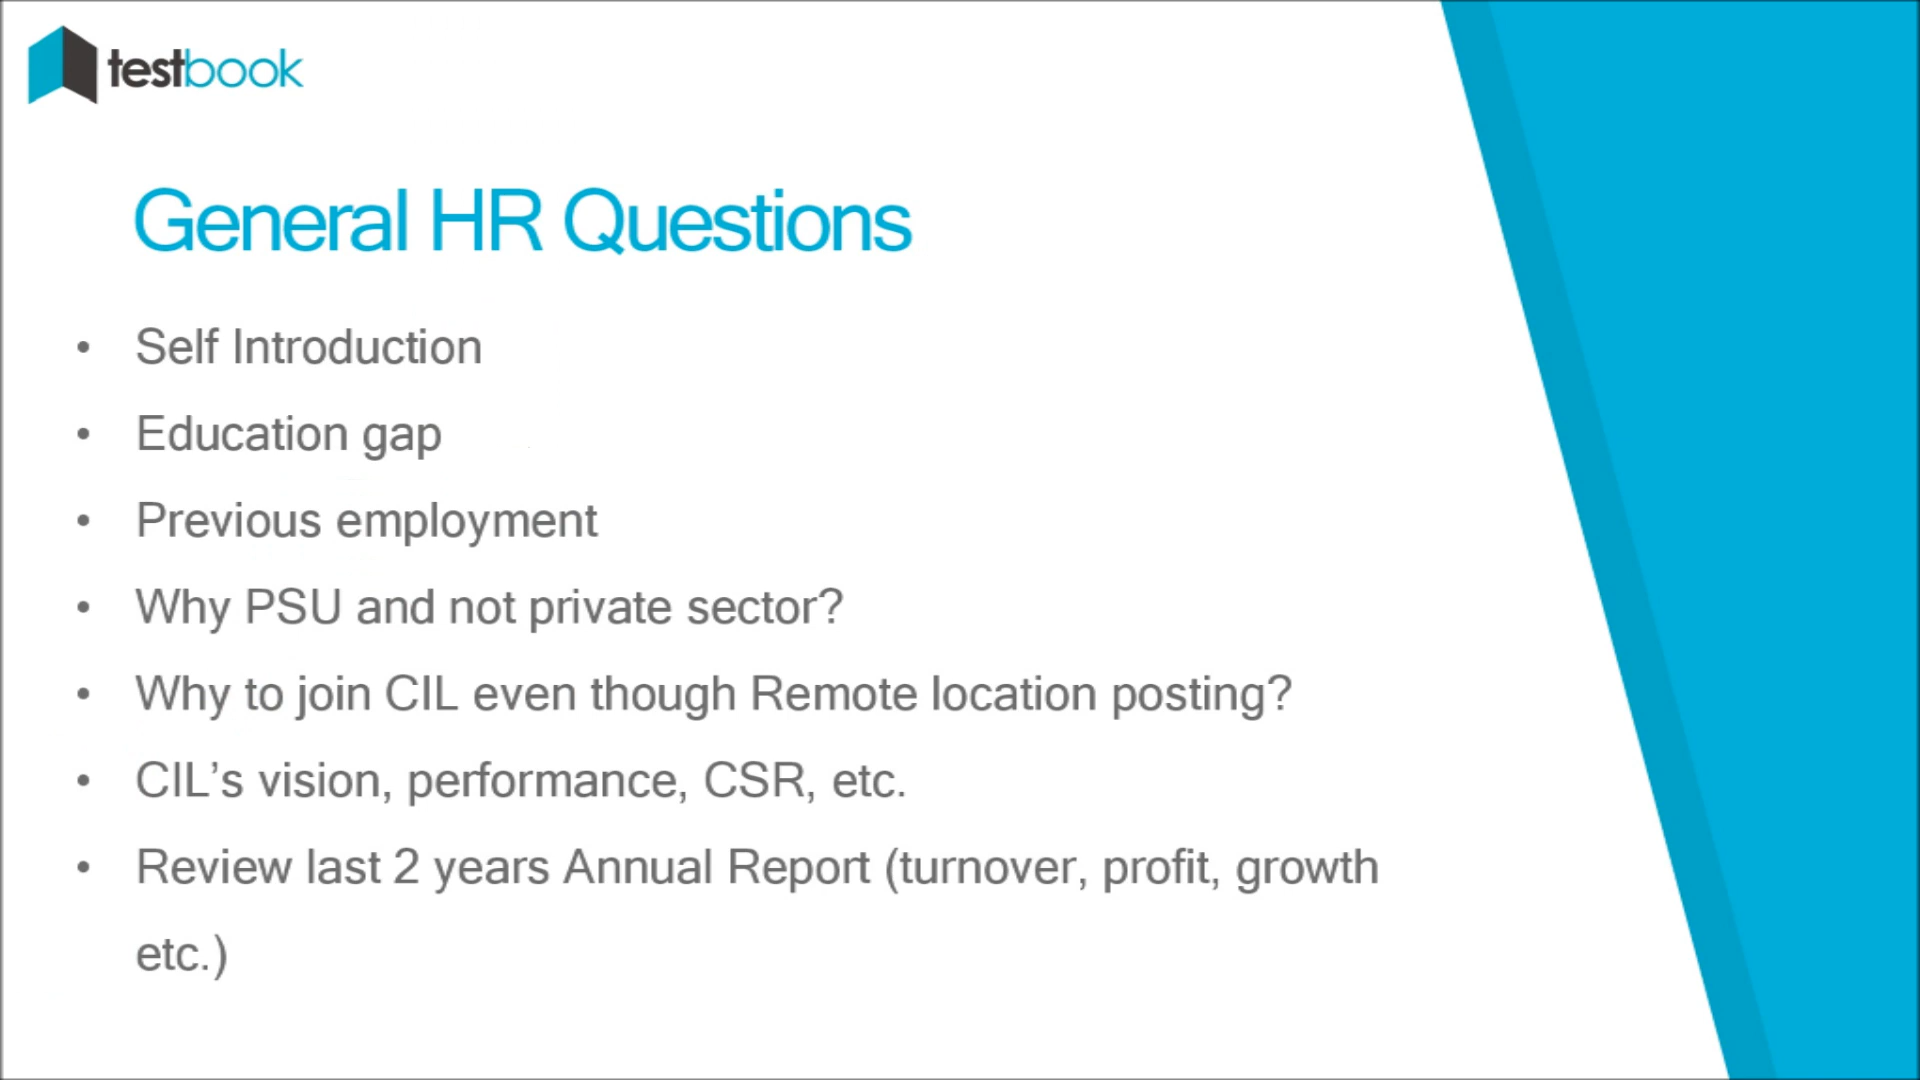 testbook
General HR Questions
• Self Introduction
• Education gap
• Previous employment
• Why PSU and not private sector?
• Why to join CIL even though Remote location posting?
• CIL’s vision, performance, CSR, etc.
• Review last 2 years Annual Report (turnover, profit, growth
etc.)